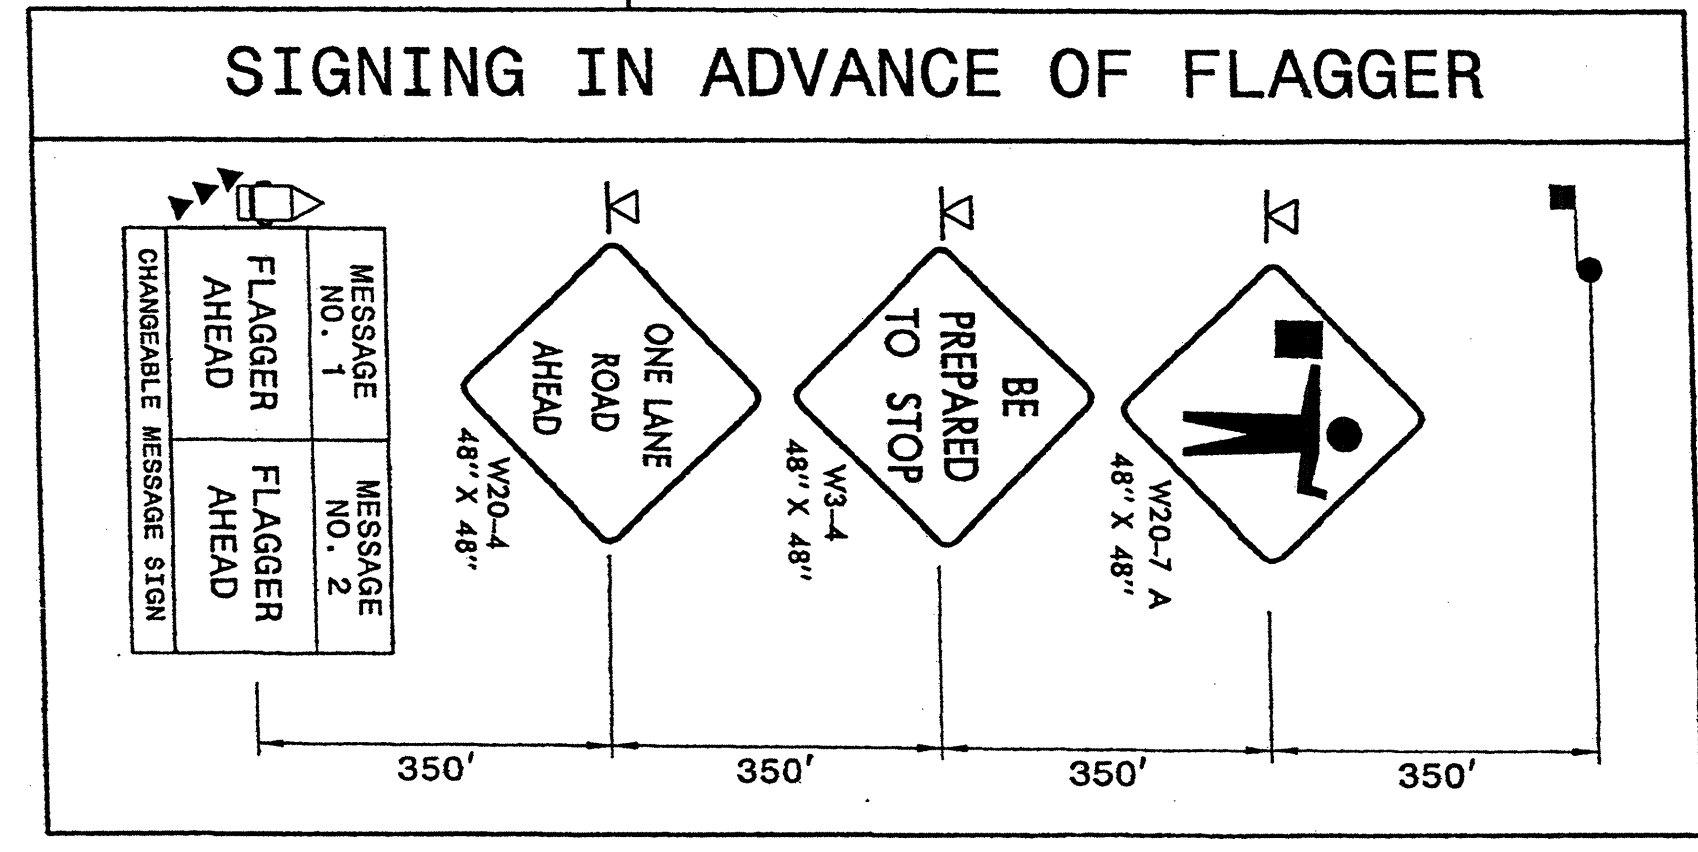 SIGNING IN ADVANCE OF FLAGGER
MESSAGE
NO. 1
FLAGGER
AHEAD
MESSAGE
NO. 2
FLAGGER
AHEAD
CHANGEABLE MESSAGE SIGN
ONE LANE
ROAD
AHEAD
W20-4
48" X 48"
BE
PREPARED
TO STOP
W3-4
48" X 48"
W20-7 A
48" X 48"
350'
350'
350'
350'